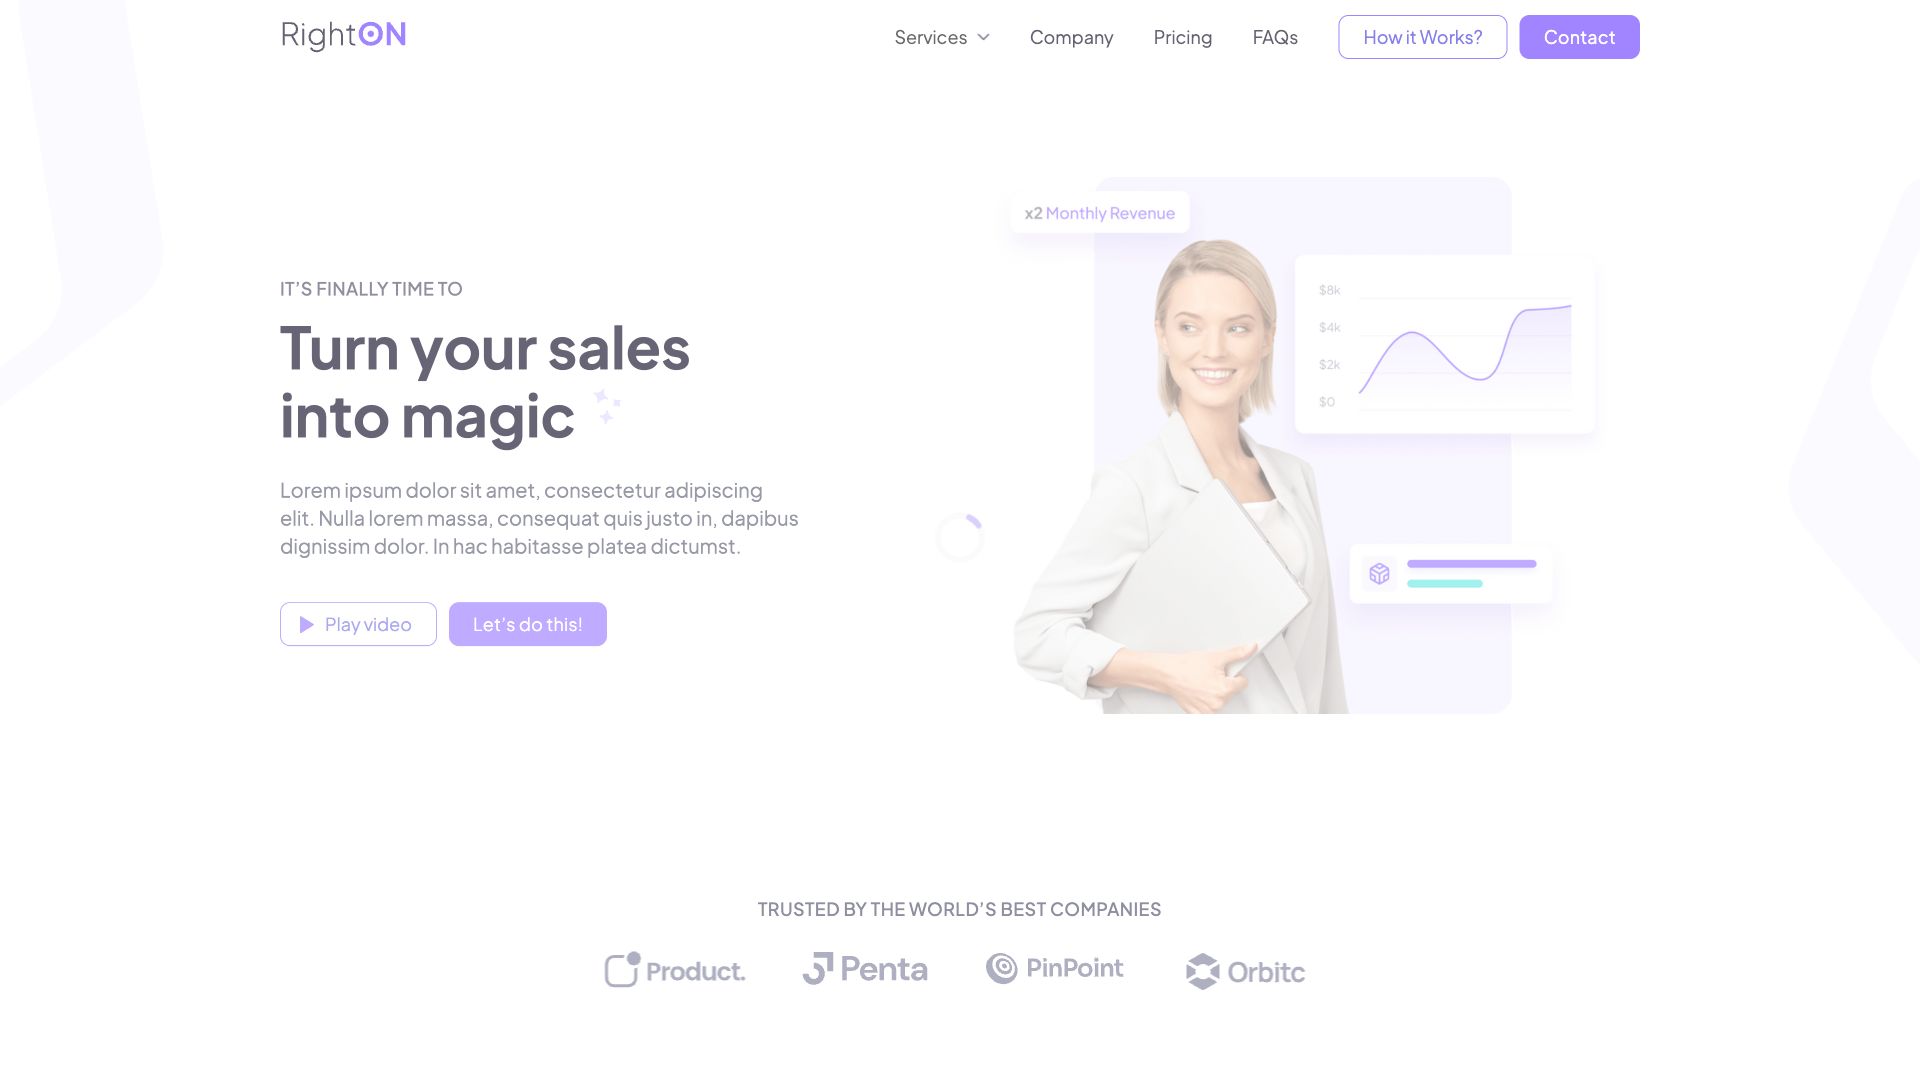 RightON
Services
Company
Pricing
FAQs
How it Works?
Contact
x2 Monthly Revenue
IT’S FINALLY TIME TO
Turn your sales
into magic
Lorem ipsum dolor sit amet, consectetur adipiscing
elit. Nulla lorem massa, consequat quis justo in, dapibus
dignissim dolor. In hac habitasse platea dictumst.
Play video
Let’s do this!
$8k
$4k
$2k
$0
TRUSTED BY THE WORLD’S BEST COMPANIES
Product.
Penta
PinPoint
Orbitc